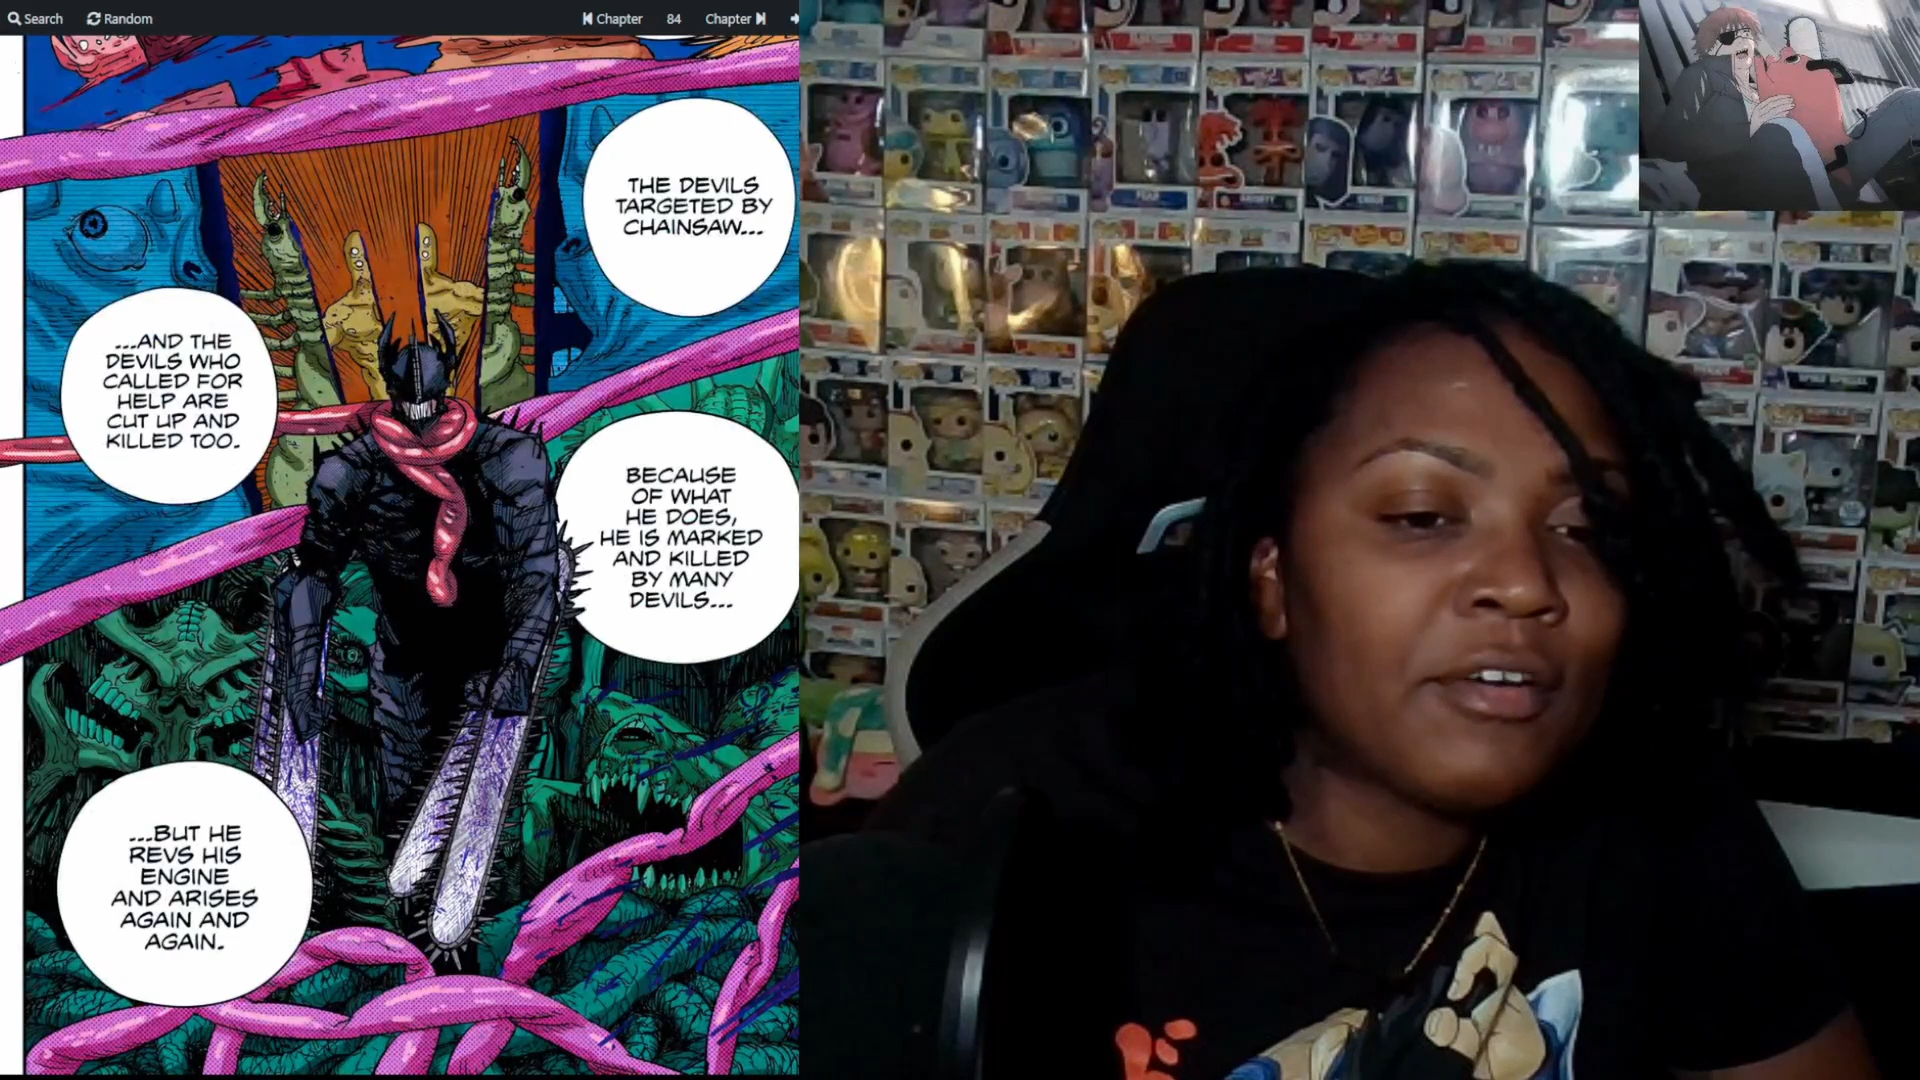 Search
Random
Chapter
84
Chapter
THE DEVILS
TARGETED BY
CHAINSAW...
...AND THE
DEVILS WHO
CALLED FOR
HELP ARE
CUT UP AND
KILLED TOO.
BECAUSE
OF WHAT
HE DOES,
HE IS MARKED
AND KILLED
BY MANY
DEVILS...
...BUT HE
REVS HIS
ENGINE
AND ARISES
AGAIN AND
AGAIN.